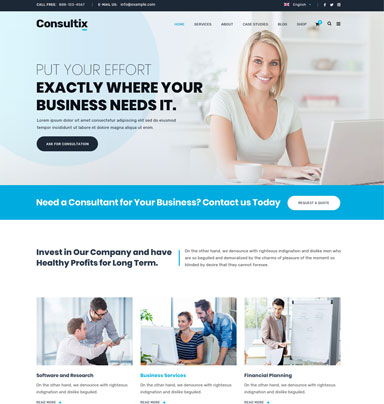 CALL FREE: 888-123-4567 | E-MAIL US: info@example.com
English
Consultix
HOME SERVICES ABOUT CASE STUDIES BLOG SHOP
PUT YOUR EFFORT
EXACTLY WHERE YOUR
BUSINESS NEEDS IT.
Lorem ipsum dolor sit amet consectetur adipiscing elit sed do eiusmod
tempor incididunt ut labore et dolore magna aliqua ut enim.
ASK FOR CONSULTATION
Need a Consultant for Your Business? Contact us Today
REQUEST A QUOTE
Invest in Our Company and have
Healthy Profits for Long Term.
On the other hand, we denounce with righteous indignation and dislike men who
are so beguiled and demoralized by the charms of pleasure of the moment so
blinded by desire that they cannot foresee
Software and Research
On the other hand, we denounce with righteous
indignation and dislike beguiled.
READ MORE
Business Services
On the other hand, we denounce with righteous
indignation and dislike beguiled.
READ MORE
Financial Planning
On the other hand, we denounce with righteous
indignation and dislike beguiled.
READ MORE